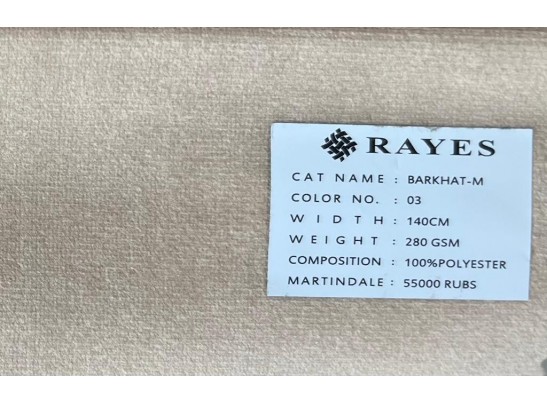 RAYES
CAT NAME : BARKHAT-M
COLOR NO. : 03
WIDTH : 140CM
WEIGHT : 280 GSM
COMPOSITION : 100%POLYESTER
MARTINDALE : 55000 RUBS